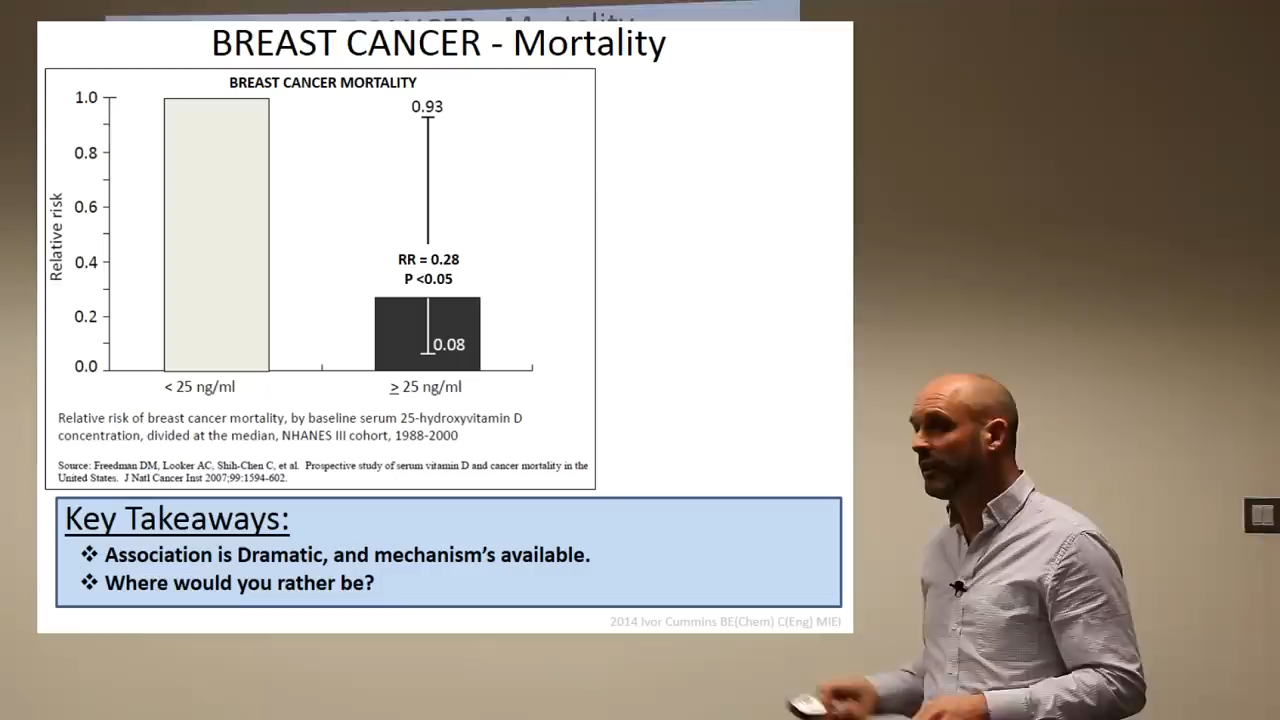 BREAST CANCER - Mortality
BREAST CANCER MORTALITY
1.0
0.8
0.6
0.4
0.2
0.0
Relative risk
0.93
RR = 0.28
P <0.05
0.08
< 25 ng/ml
≥ 25 ng/ml
Relative risk of breast cancer mortality, by baseline serum 25-hydroxyvitamin D
concentration, divided at the median, NHANES III cohort, 1988-2000
Source: Freedman DM, Looker AC, Shih-Chen C, et al. Prospective study of serum vitamin D and cancer mortality in the
United States. J Natl Cancer Inst 2007;99:1594-602.
Key Takeaways:
❖ Association is Dramatic, and mechanism's available.
❖ Where would you rather be?
2014 Ivor Cummins BE(Chem) C(Eng) MIEI